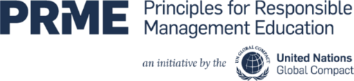 PRME
Principles for Responsible
Management Education
an initiative by the
United Nations
Global Compact